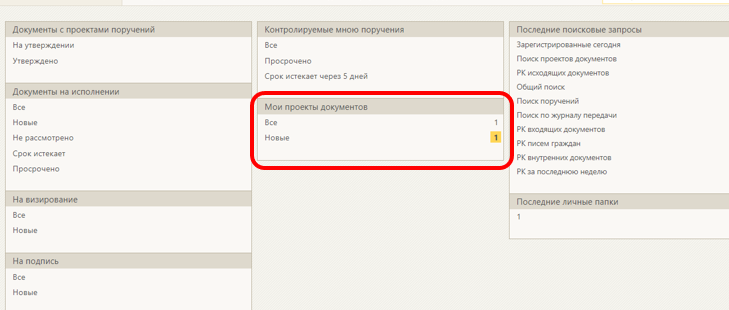 Документы с проектами поручений
На утверждении
Утверждено
Документы на исполнении
Все
Новые
Не рассмотрено
Срок истекает
Просрочено
На визирование
Все
Новые
На подпись
Все
Новые
Контролируемые мною поручения
Все
Просрочено
Срок истекает через 5 дней
Мои проекты документов
Все 1
Новые 1
Последние поисковые запросы
Зарегистрированные сегодня
Поиск проектов документов
РК исходящих документов
Общий поиск
Поиск поручений
Поиск по журналу передачи
РК входящих документов
РК писем граждан
РК внутренних документов
РК за последнюю неделю
Последние личные папки
1